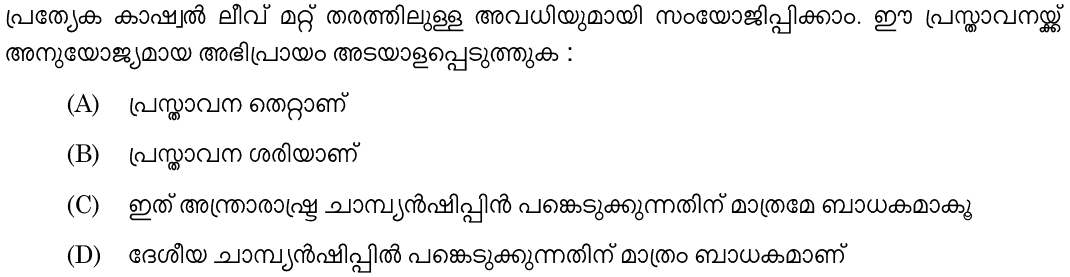 പ്രത്യേക കാഷ്വൽ ലീവ് മറ്റ് തരത്തിലുള്ള അവധിയുമായി സംയോജിപ്പിക്കാം. ഈ പ്രസ്താവനയ്ക്ക്
അനുയോജ്യമായ അഭിപ്രായം അടയാളപ്പെടുത്തുക :
(A) പ്രസ്താവന തെറ്റാണ്
(B) പ്രസ്താവന ശരിയാണ്
(C) ഇത് അന്ത്രാരാഷ്ട്ര ചാമ്പ്യൻഷിപ്പിൻ പങ്കെടുക്കുന്നതിന് മാത്രമേ ബാധകമാകൂ
(D) ദേശീയ ചാമ്പ്യൻഷിപ്പിൽ പങ്കെടുക്കുന്നതിന് മാത്രം ബാധകമാണ്